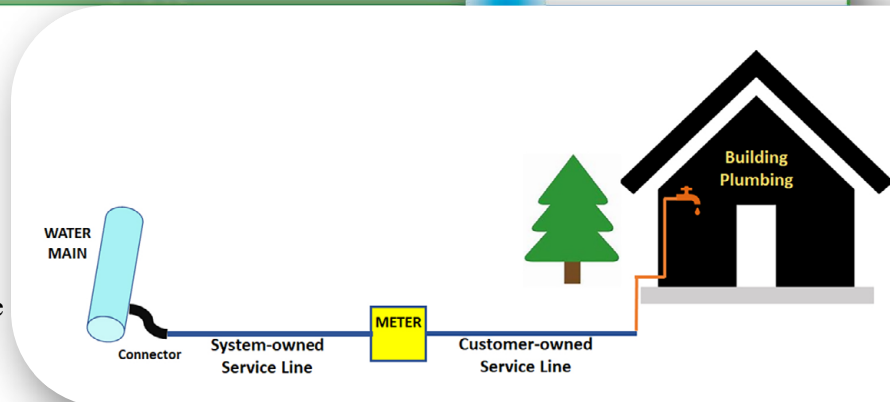 Building
Plumbing
WATER
MAIN
METER
Connector
System-owned
Service Line
Customer-owned
Service Line